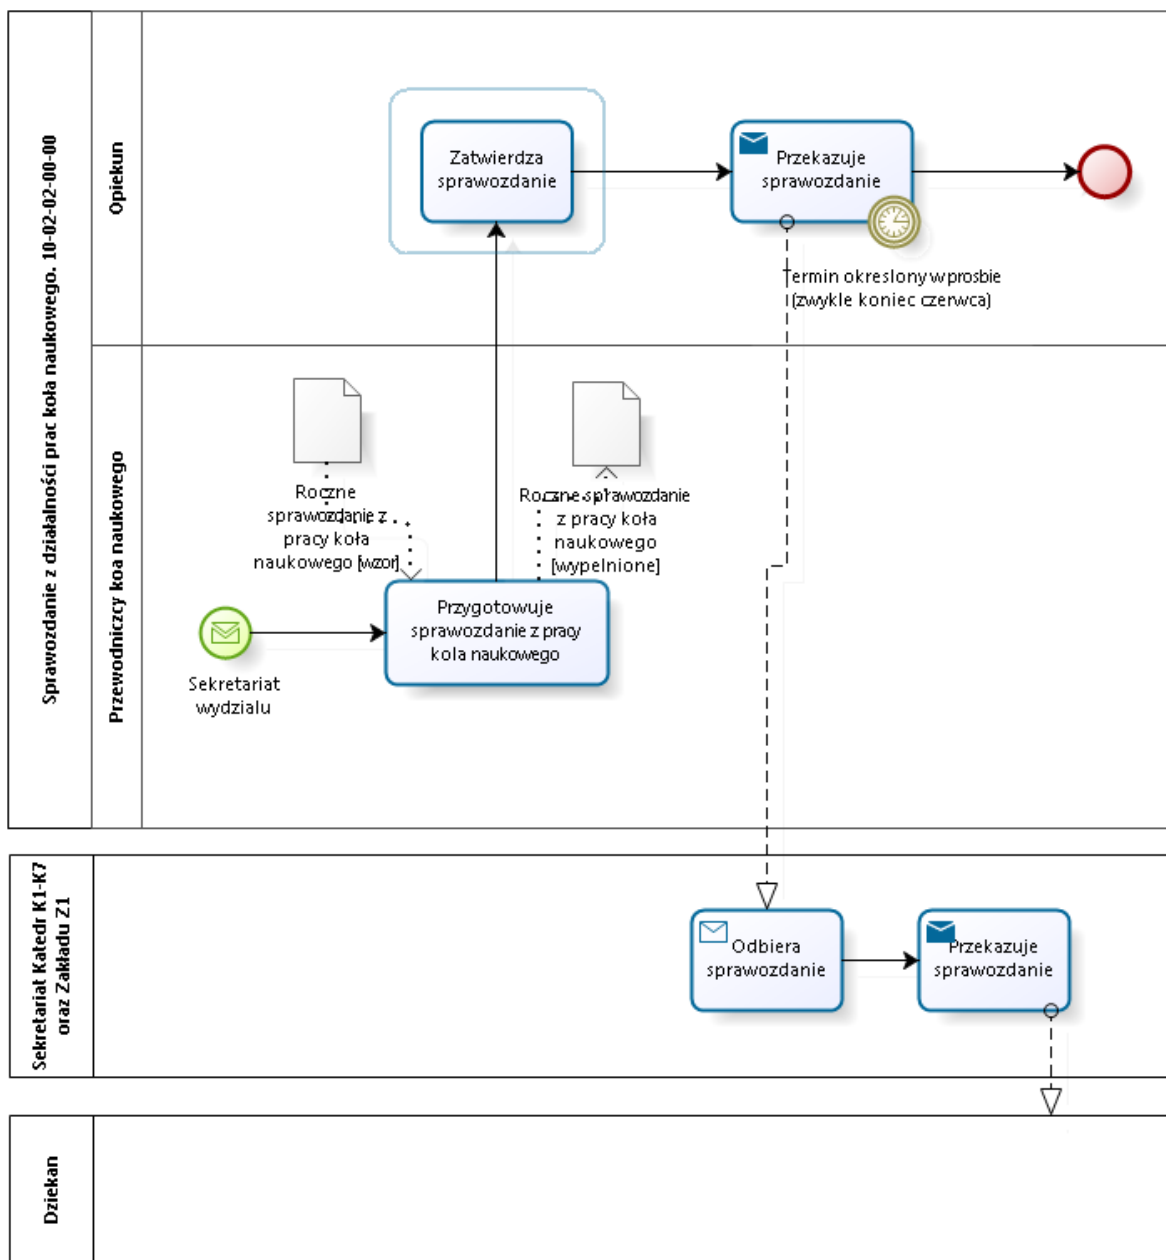 Sprawozdanie z działalności prac koła naukowego. 10-02-02-00-00
Opiekun
Zatwierdza
sprawozdanie
Przekazuje
sprawozdanie
Termin okreslony w prosbie
(zwykle koniec czerwca)
Przewodniczcy koa naukowego
Roczne
sprawozdanie z
pracy koła
naukowego [wzor]
Roczne sprawozdanie
z pracy koła
naukowego
[wypelnione]
Przygotowuje
sprawozdanie z pracy
kola naukowego
Sekretariat
wydzialu
Sekretariat Katedr K1-K7
oraz Zakładu Z1
Odbiera
sprawozdanie
Przekazuje
sprawozdanie
Dziekan